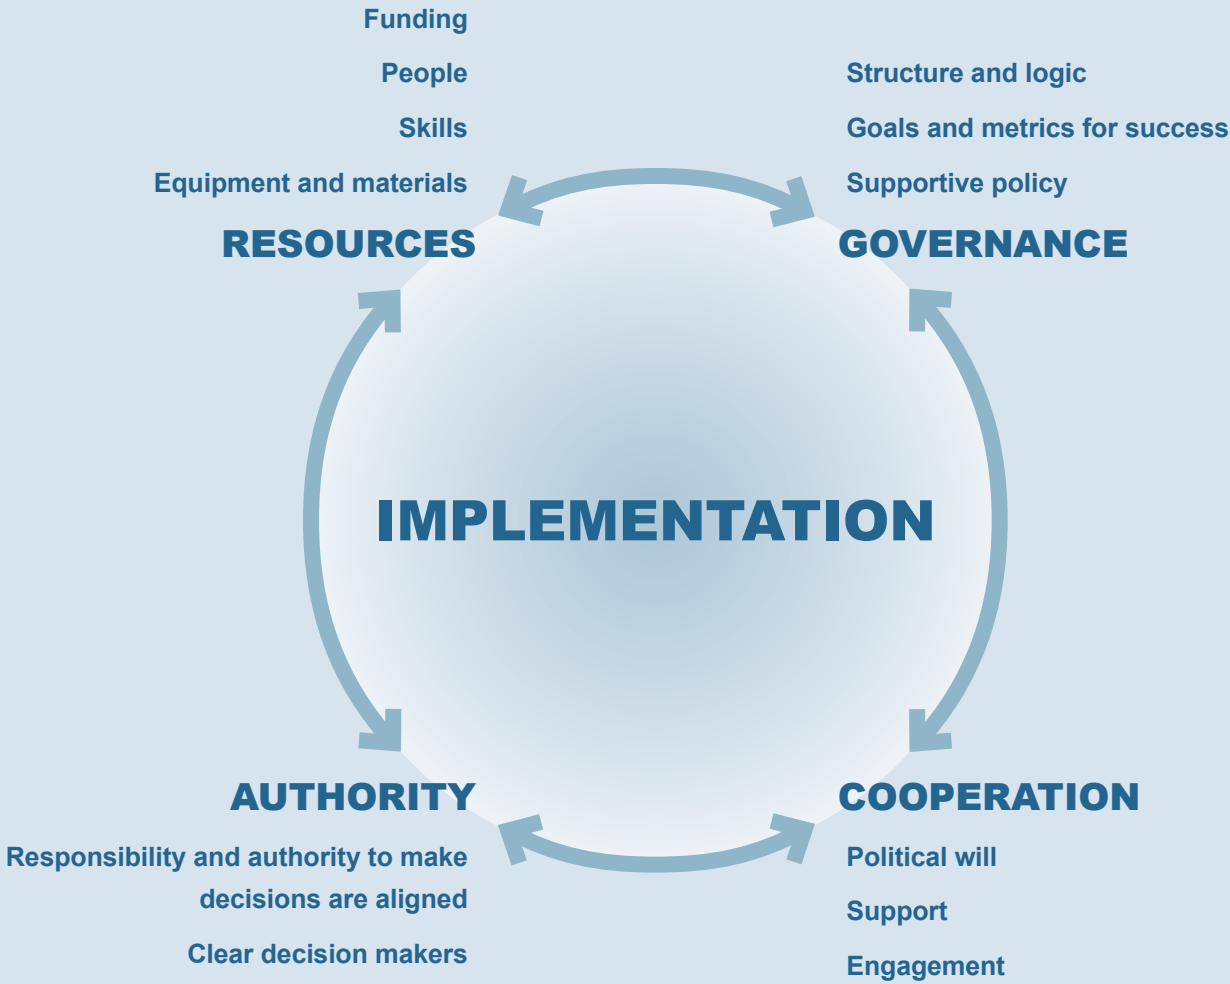 Funding
People
Skills
Equipment and materials
RESOURCES
Structure and logic
Goals and metrics for success
Supportive policy
GOVERNANCE
IMPLEMENTATION
AUTHORITY
Responsibility and authority to make
decisions are aligned
Clear decision makers
COOPERATION
Political will
Support
Engagement